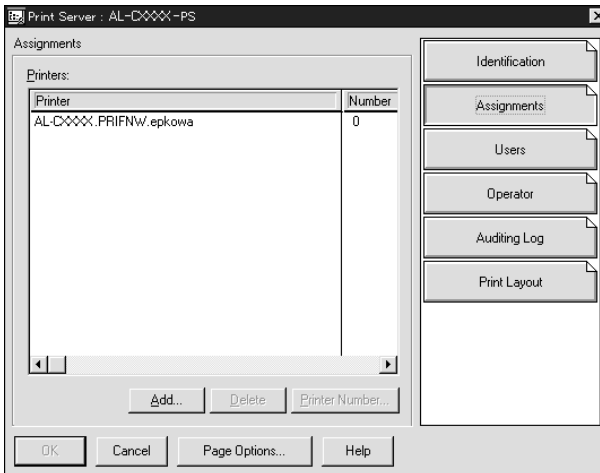 Print Server : AL-CXXXX-PS
Assignments
Printers:
Printer Number
AL-CXXXX.PRIFNW.epkowa 0
Add... Delete Printer Number...
OK Cancel Page Options... Help
Identification
Assignments
Users
Operator
Auditing Log
Print Layout